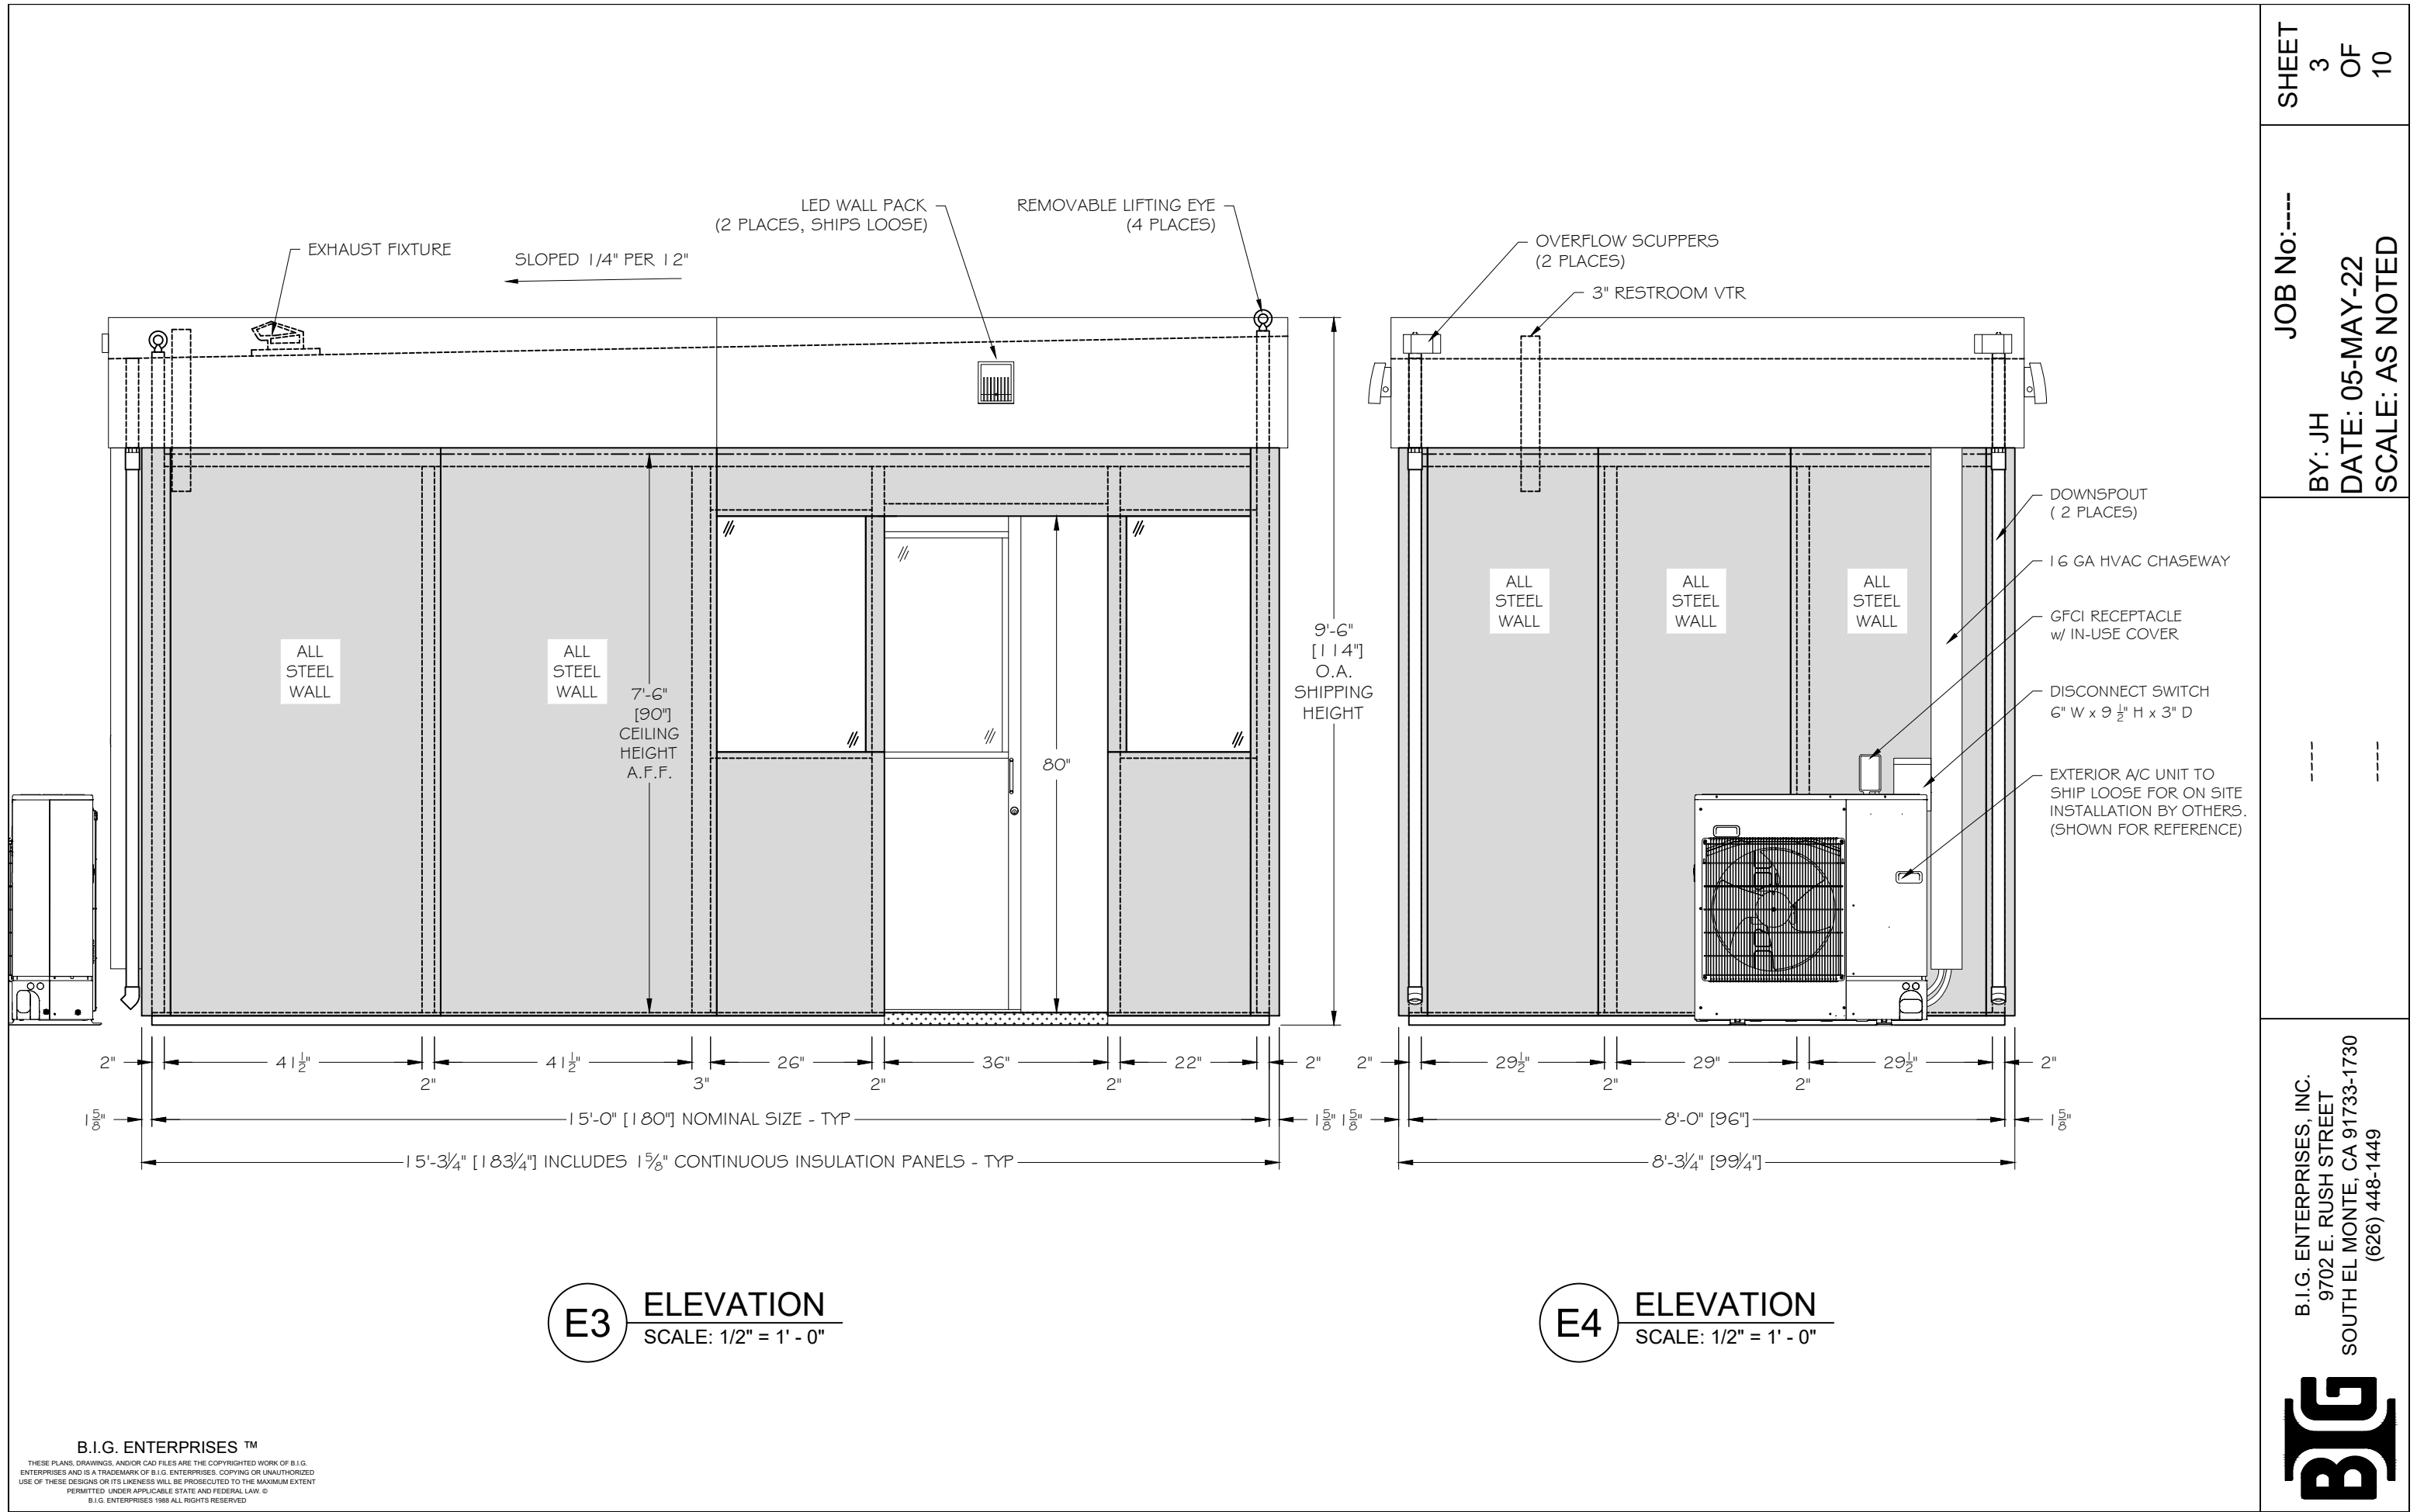 LED WALL PACK
(2 PLACES, SHIPS LOOSE)
REMOVABLE LIFTING EYE
(4 PLACES)
EXHAUST FIXTURE
SLOPED 1/4" PER 12"
OVERFLOW SCUPPERS
(2 PLACES)
3" RESTROOM VTR
ALL
STEEL
WALL
ALL
STEEL
WALL
7'-6"
[90"]
CEILING
HEIGHT
A.F.F.
80"
9'-6"
[114"]
O.A.
SHIPPING
HEIGHT
ALL
STEEL
WALL
ALL
STEEL
WALL
ALL
STEEL
WALL
DOWNSPOUT
( 2 PLACES)
16 GA HVAC CHASEWAY
GFCI RECEPTACLE
w/ IN-USE COVER
DISCONNECT SWITCH
6" W x 9 1/2" H x 3" D
EXTERIOR A/C UNIT TO
SHIP LOOSE FOR ON SITE
INSTALLATION BY OTHERS.
(SHOWN FOR REFERENCE)
2" 41 1/2" 41 1/2" 26" 36" 22" 2"
2" 3" 2" 2"
1 5/8" 15'-0" [180"] NOMINAL SIZE - TYP 1 5/8"
15'-3 1/4" [183 1/4"] INCLUDES 1 5/8" CONTINUOUS INSULATION PANELS - TYP
2" 29 1/2" 29" 29 1/2" 2"
2" 2"
1 5/8" 8'-0" [96"] 1 5/8"
8'-3 1/4" [99 1/4"]
E3
ELEVATION
SCALE: 1/2" = 1' - 0"
E4
ELEVATION
SCALE: 1/2" = 1' - 0"
B.I.G. ENTERPRISES ™
THESE PLANS, DRAWINGS, AND/OR CAD FILES ARE THE COPYRIGHTED WORK OF B.I.G.
ENTERPRISES AND IS A TRADEMARK OF B.I.G. ENTERPRISES. COPYING OR UNAUTHORIZED
USE OF THESE DESIGNS OR ITS LIKENESS WILL BE PROSECUTED TO THE MAXIMUM EXTENT
PERMITTED UNDER APPLICABLE STATE AND FEDERAL LAW. ©
B.I.G. ENTERPRISES 1988 ALL RIGHTS RESERVED
SHEET
3
OF
10
JOB No:----
BY: JH
DATE: 05-MAY-22
SCALE: AS NOTED
----
----
B.I.G. ENTERPRISES, INC.
9702 E. RUSH STREET
SOUTH EL MONTE, CA 91733-1730
(626) 448-1449
BIG